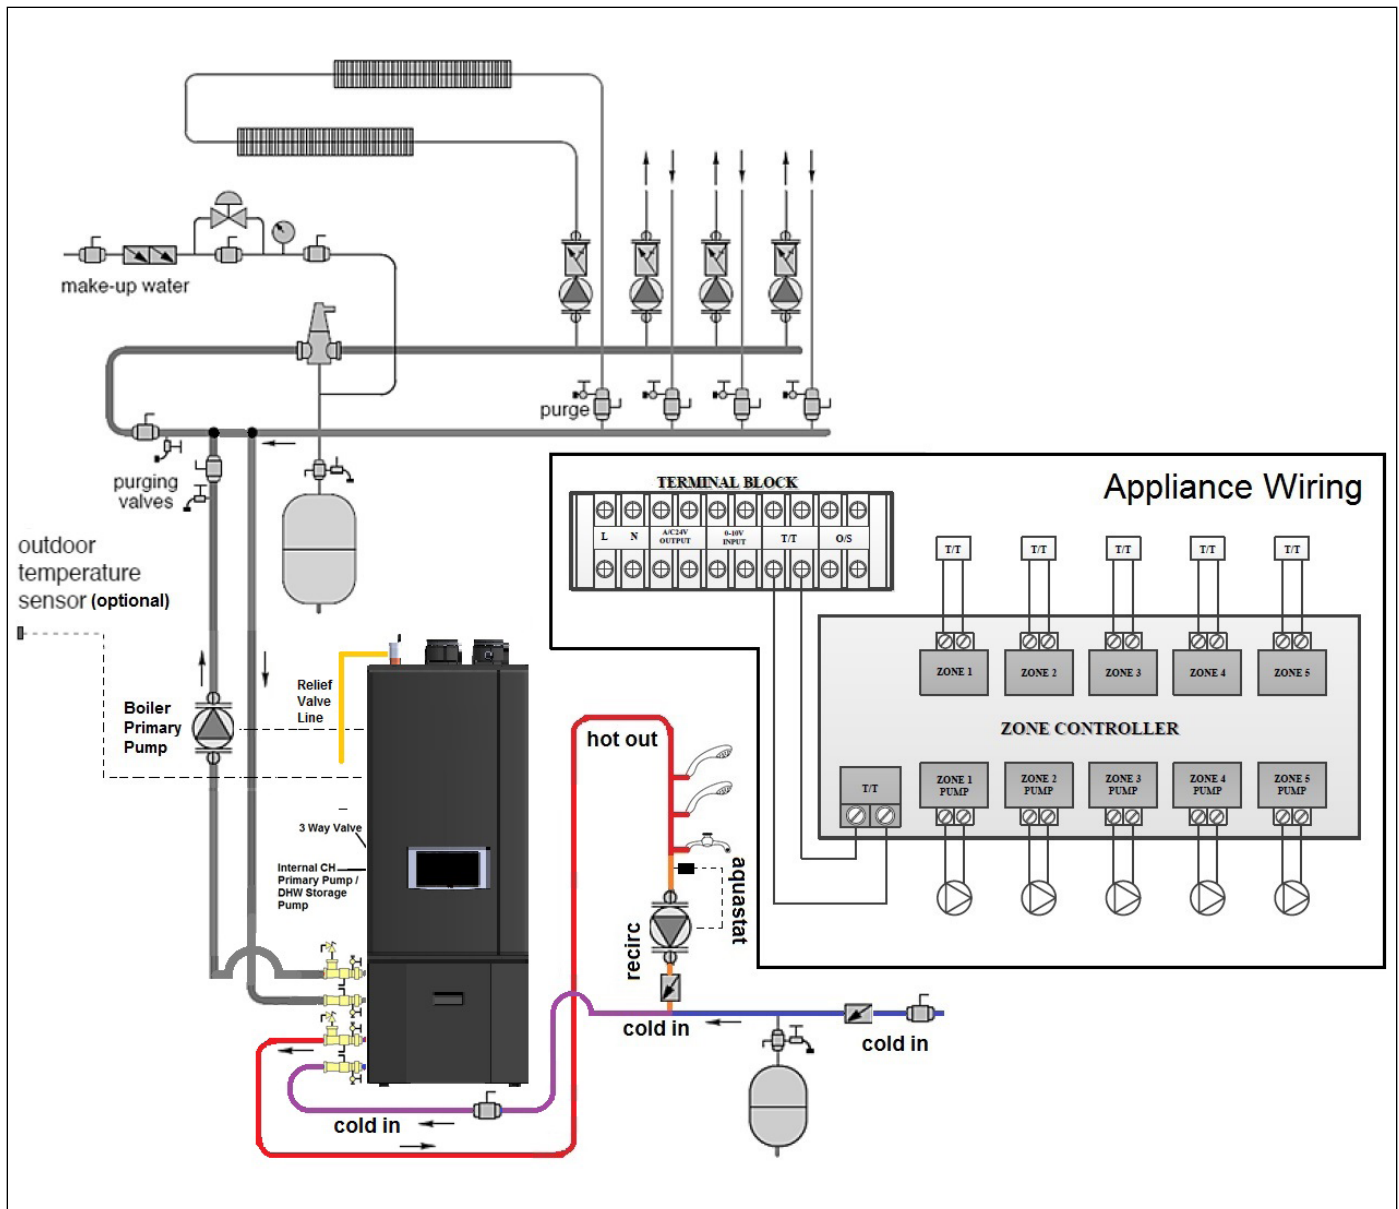 make-up water
purge
purging
valves
outdoor
temperature
sensor (optional)
Boiler
Primary
Pump
Relief
Valve
Line
3 Way Valve
Internal CH
Primary Pump /
DHW Storage
Pump
hot out
aquastat
recirc
cold in
cold in
cold in
Appliance Wiring
TERMINAL BLOCK
L N A/C24V OUTPUT 0-10V INPUT T/T O/S
T/T T/T T/T T/T T/T
ZONE 1 ZONE 2 ZONE 3 ZONE 4 ZONE 5
ZONE CONTROLLER
T/T
ZONE 1 PUMP
ZONE 2 PUMP
ZONE 3 PUMP
ZONE 4 PUMP
ZONE 5 PUMP